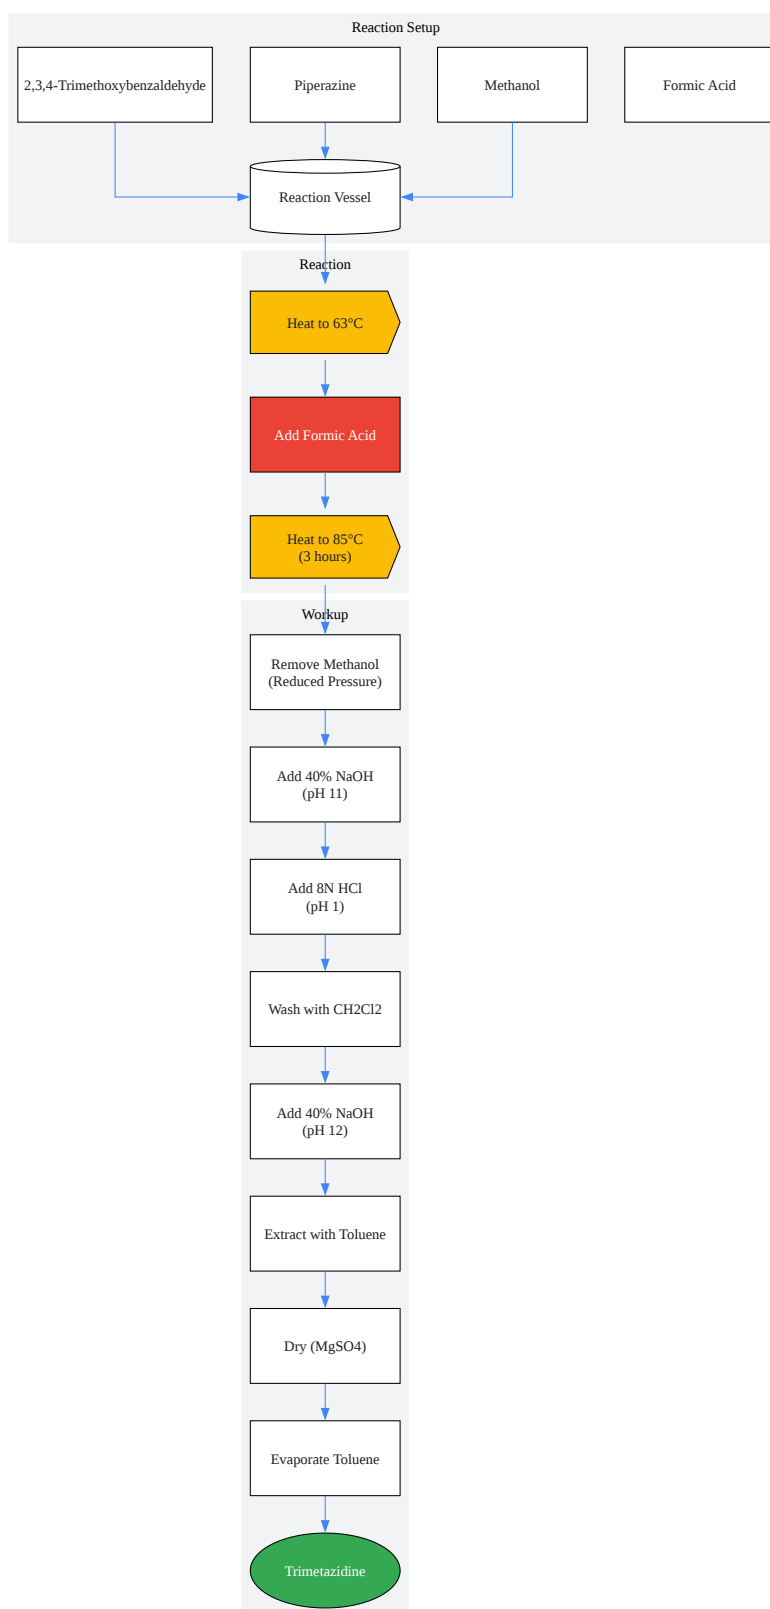 Reaction Setup
2,3,4-Trimethoxybenzaldehyde
Piperazine
Methanol
Formic Acid
Reaction Vessel
Reaction
Heat to 63°C
Add Formic Acid
Heat to 85°C
(3 hours)
Workup
Remove Methanol
(Reduced Pressure)
Add 40% NaOH
(pH 11)
Add 8N HCl
(pH 1)
Wash with CH2Cl2
Add 40% NaOH
(pH 12)
Extract with Toluene
Dry (MgSO4)
Evaporate Toluene
Trimetazidine